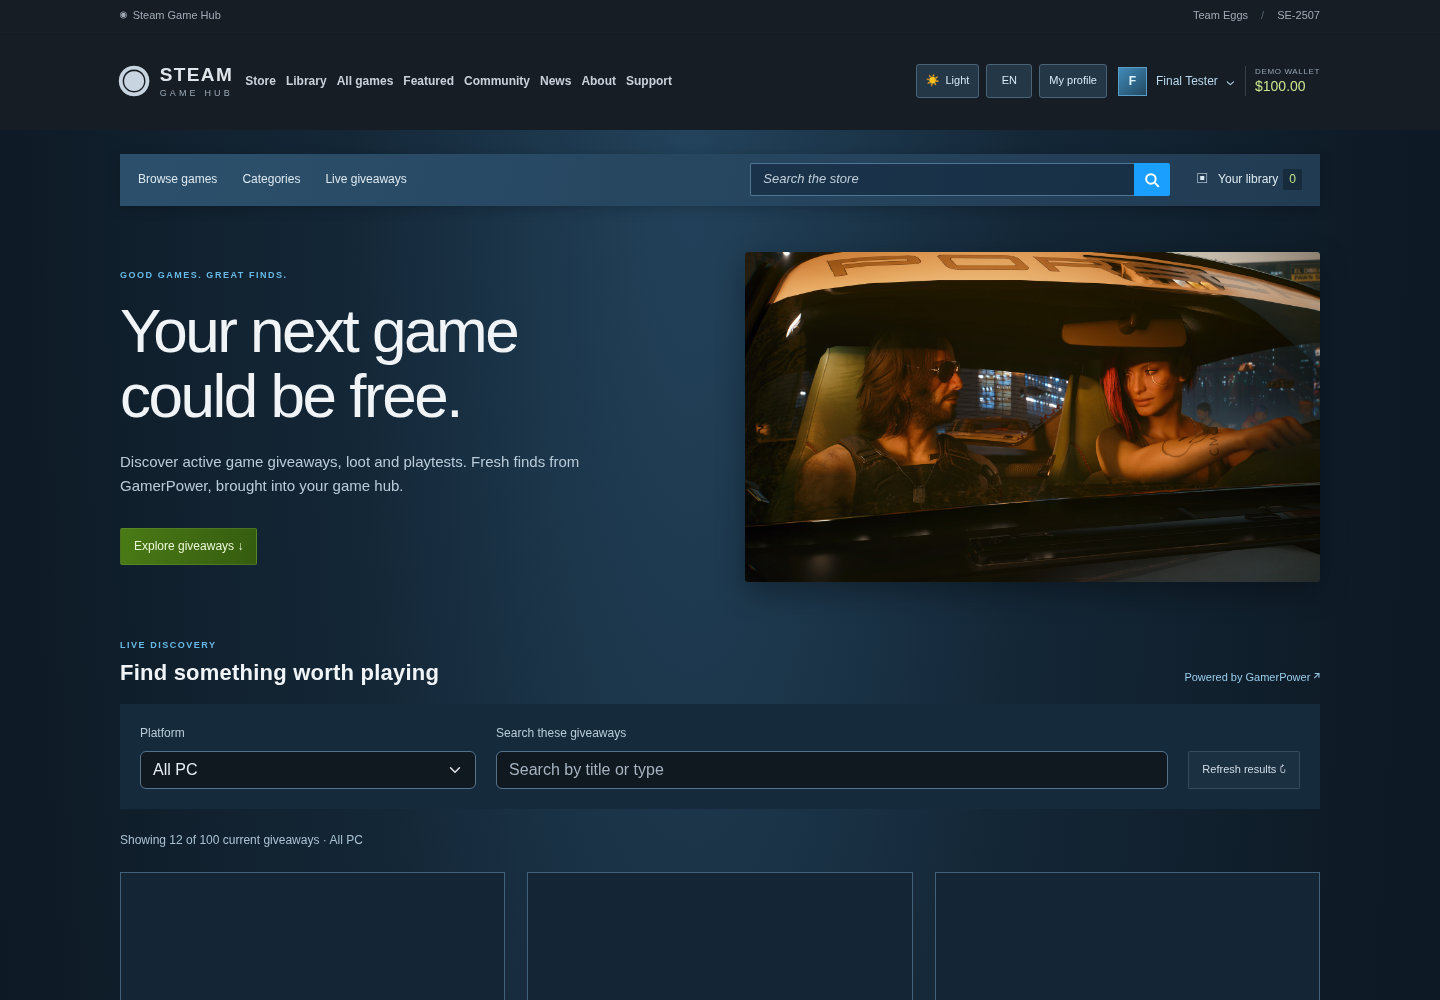 Steam Game Hub
Team Eggs / SE-2507
STEAM
GAME HUB
Store Library All games Featured Community News About Support
Light
EN
My profile
F
Final Tester
DEMO WALLET
$100.00
Browse games
Categories
Live giveaways
Search the store
Your library 0
GOOD GAMES. GREAT FINDS.
Your next game
could be free.
Discover active game giveaways, loot and playtests. Fresh finds from
GamerPower, brought into your game hub.
Explore giveaways ↓
LIVE DISCOVERY
Find something worth playing
Powered by GamerPower ↗
Platform
Search these giveaways
All PC
Search by title or type
Refresh results ↻
Showing 12 of 100 current giveaways · All PC